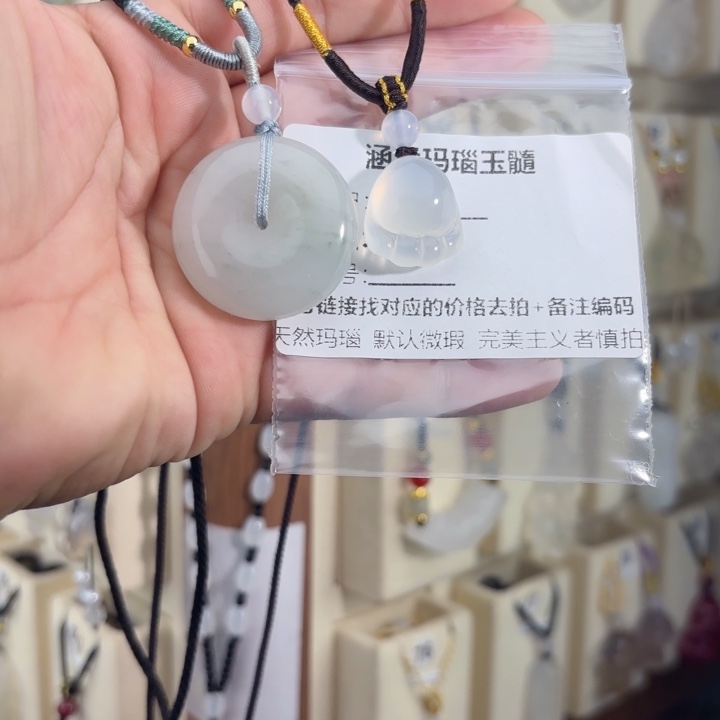 涵 玛瑙玉髓
号:
链接找对应的价格去拍+备注编码
天然玛瑙 默认微瑕 完美主义者慎拍